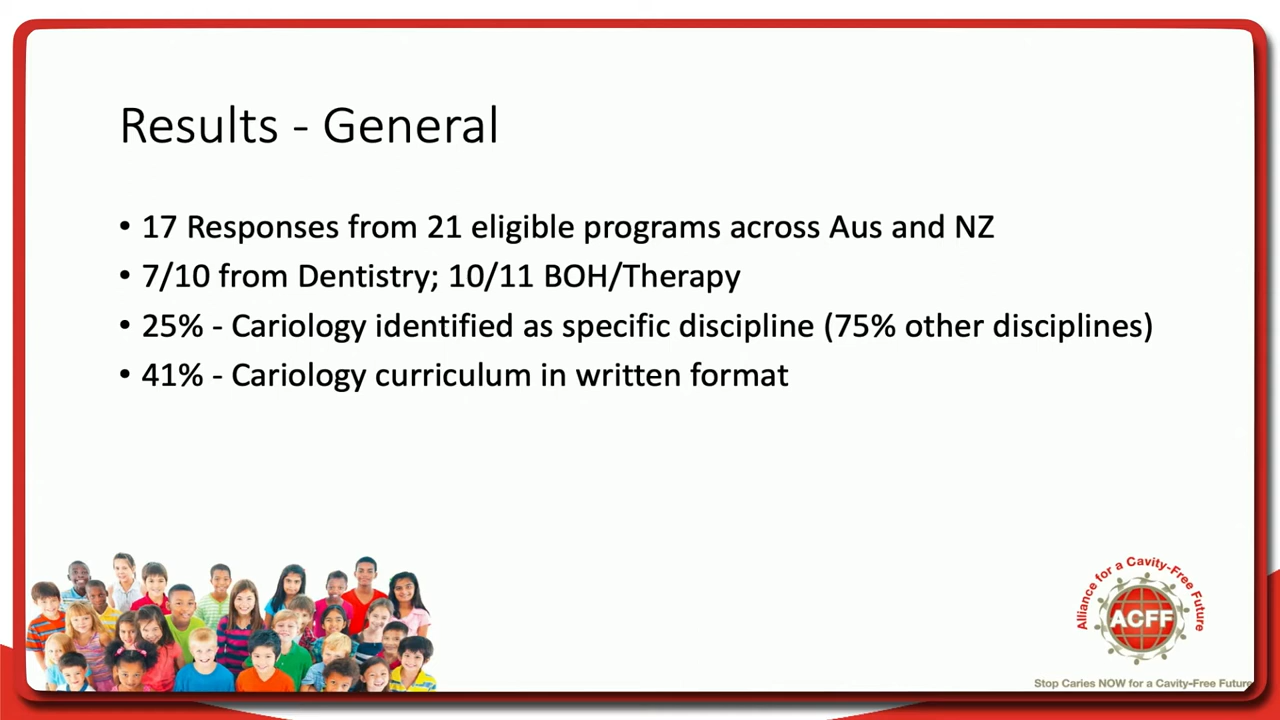 Results - General
• 17 Responses from 21 eligible programs across Aus and NZ
• 7/10 from Dentistry; 10/11 BOH/Therapy
• 25% - Cariology identified as specific discipline (75% other disciplines)
• 41% - Cariology curriculum in written format
Alliance for a Cavity-Free Future
ACFF
Stop Caries NOW for a Cavity-Free Future